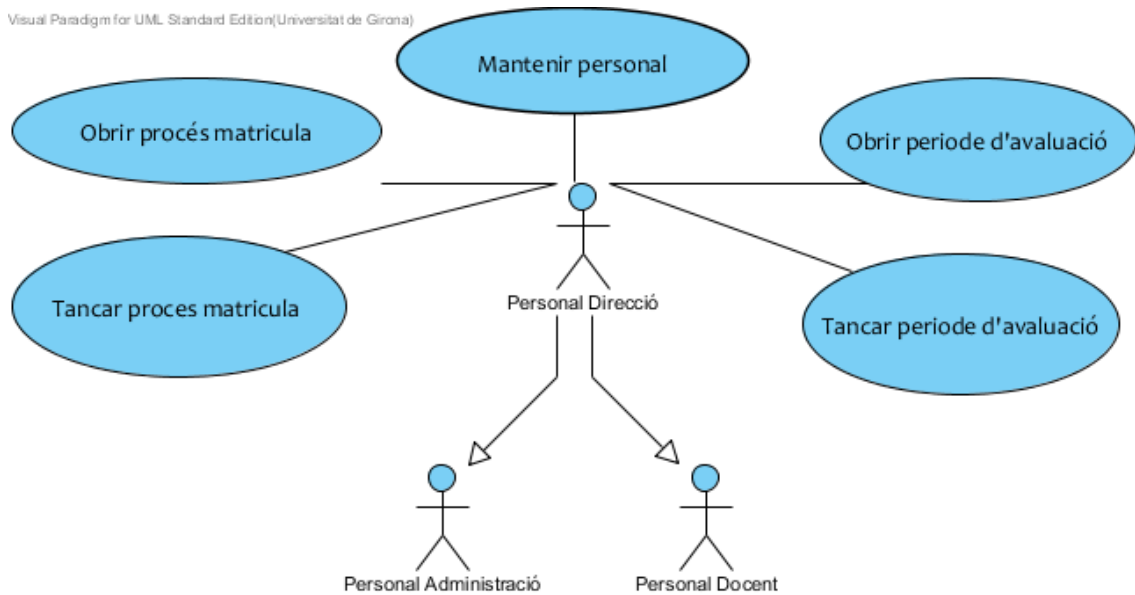 Visual Paradigm for UML Standard Edition(Universitat de Girona)
Mantenir personal
Obrir procés matricula
Obrir periode d'avaluació
Tancar proces matricula
Tancar periode d'avaluació
Personal Direcció
Personal Administració
Personal Docent